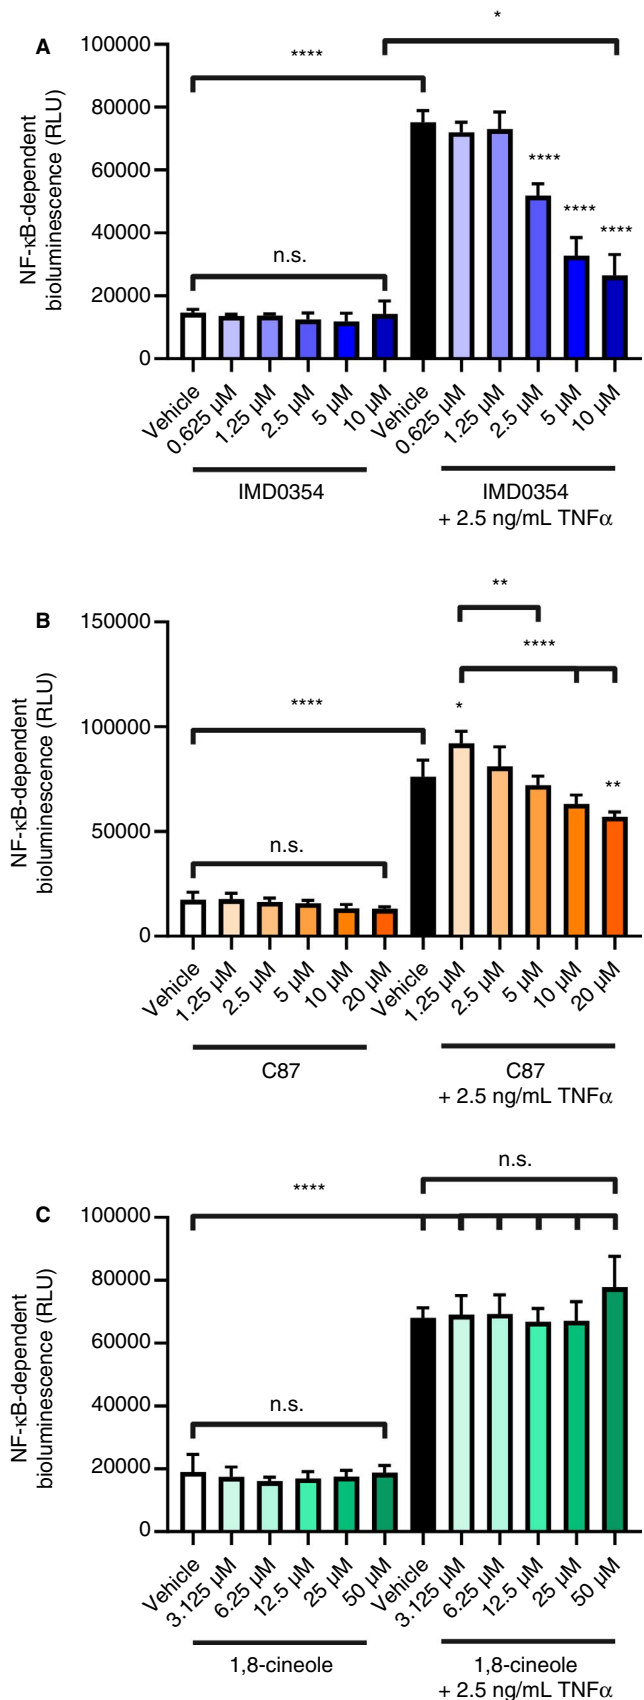 A
NF-κB-dependent
bioluminescence (RLU)
100000
80000
60000
40000
20000
0
*
****
n.s.
****
****
****
Vehicle
0.625 µM
1.25 µM
2.5 µM
5 µM
10 µM
Vehicle
0.625 µM
1.25 µM
2.5 µM
5 µM
10 µM
IMD0354
IMD0354
+ 2.5 ng/mL TNFα
B
NF-κB-dependent
bioluminescence (RLU)
150000
100000
50000
0
**
****
****
*
**
n.s.
Vehicle
1.25 µM
2.5 µM
5 µM
10 µM
20 µM
Vehicle
1.25 µM
2.5 µM
5 µM
10 µM
20 µM
C87
C87
+ 2.5 ng/mL TNFα
C
NF-κB-dependent
bioluminescence (RLU)
100000
80000
60000
40000
20000
0
n.s.
****
n.s.
Vehicle
3.125 µM
6.25 µM
12.5 µM
25 µM
50 µM
Vehicle
3.125 µM
6.25 µM
12.5 µM
25 µM
50 µM
1,8-cineole
1,8-cineole
+ 2.5 ng/mL TNFα